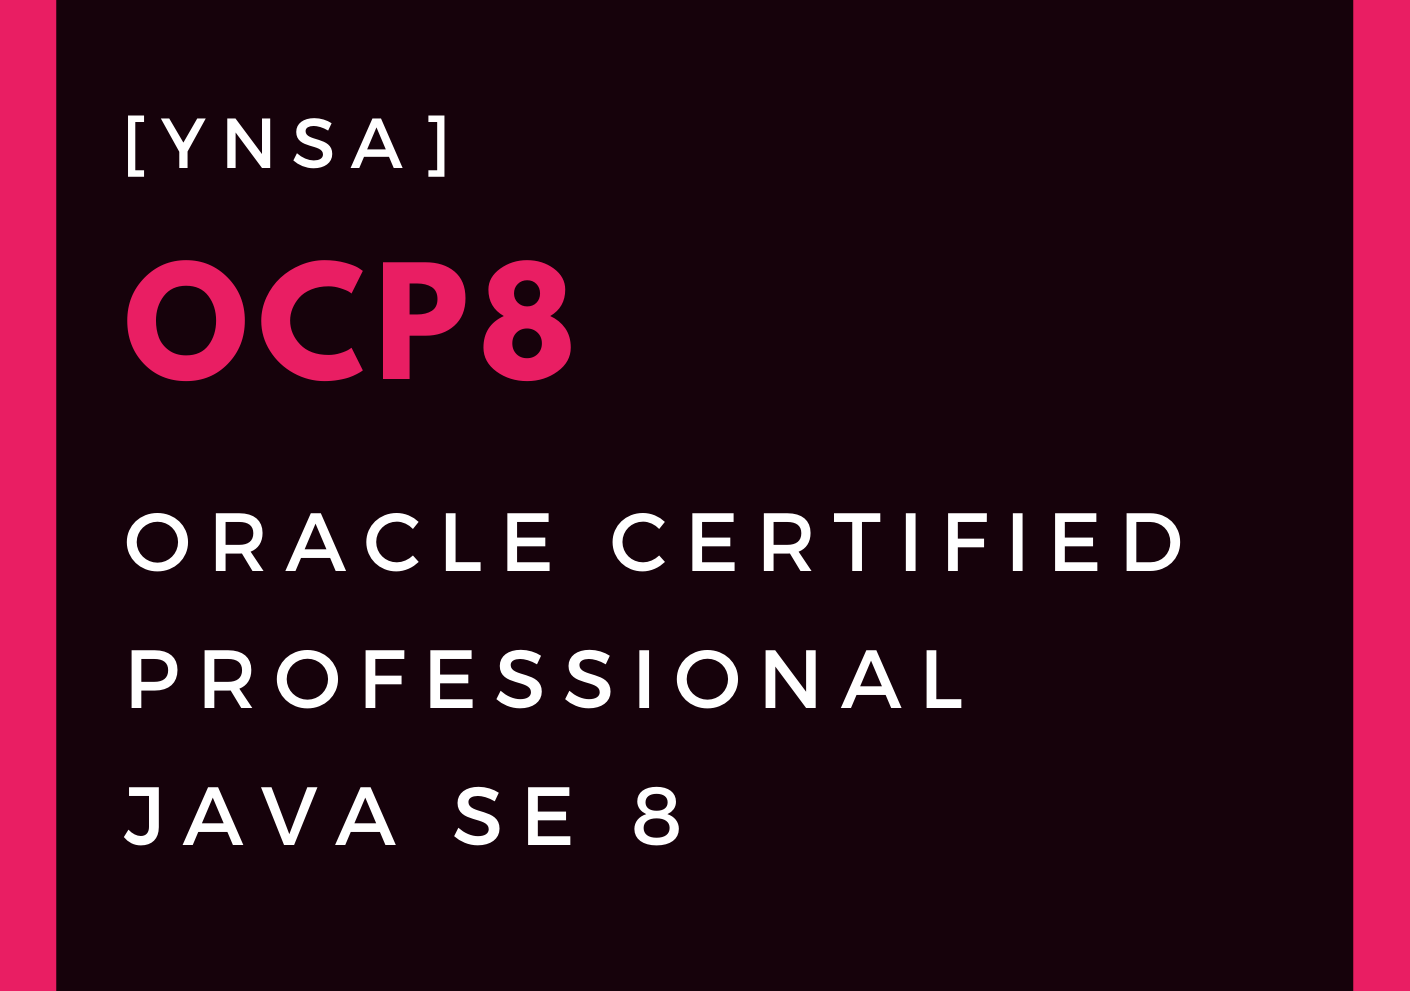 [YNSA]
OCP8
ORACLE CERTIFIED
PROFESSIONAL
JAVA SE 8